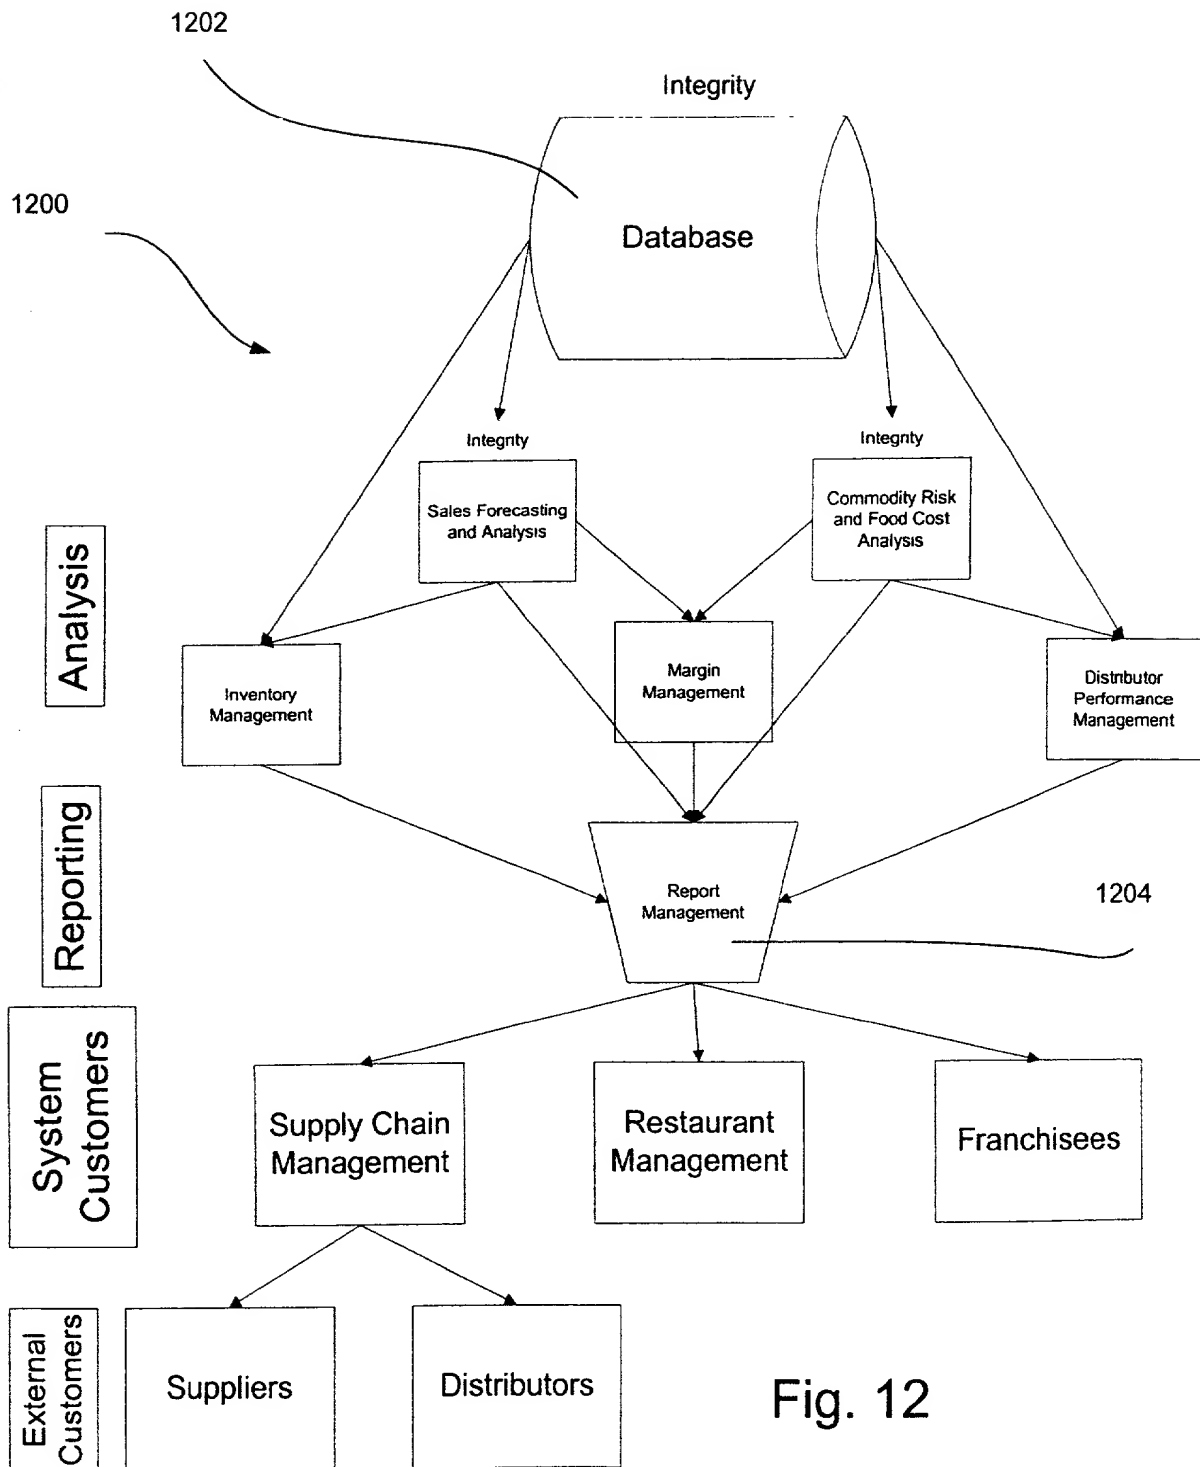 1202
Integrity
1200
Database
Integrity
Integrity
Sales Forecasting
and Analysis
Commodity Risk
and Food Cost
Analysis
Analysis
Inventory
Management
Margin
Management
Distributor
Performance
Management
Reporting
Report
Management
1204
System
Customers
Supply Chain
Management
Restaurant
Management
Franchisees
External
Customers
Suppliers
Distributors
Fig. 12